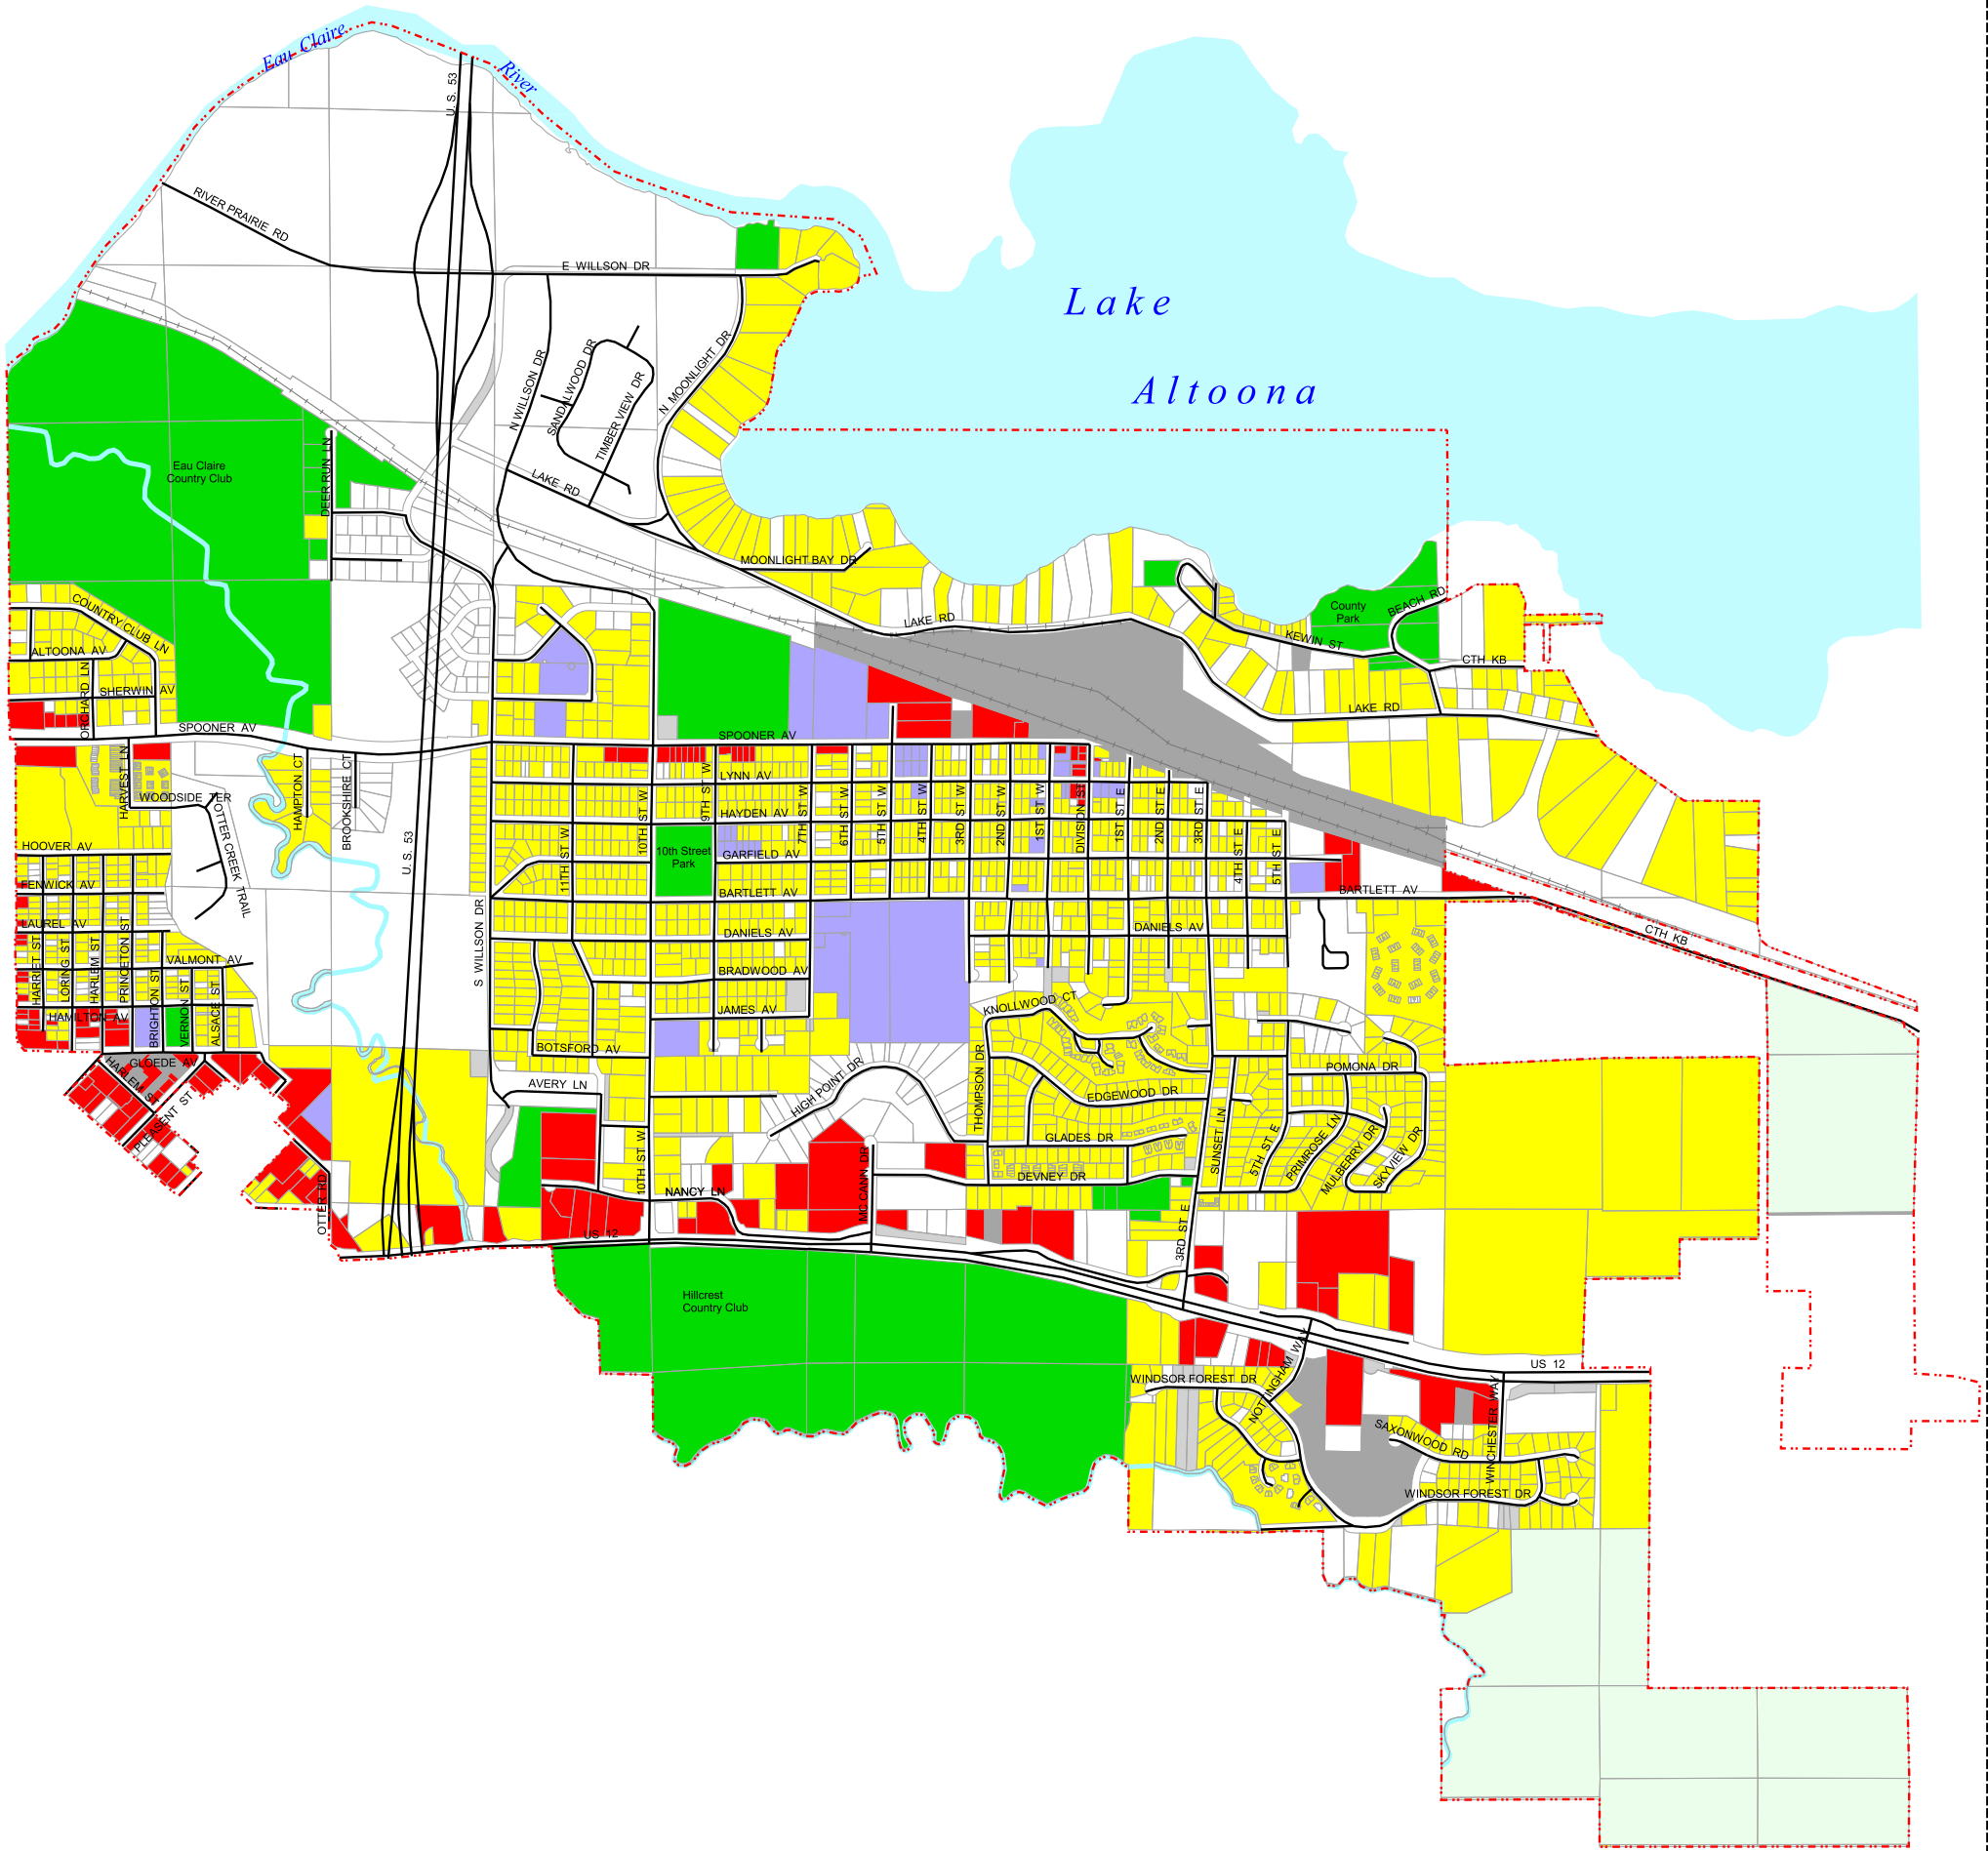 Eau Claire
River
U. S. 53
RIVER PRAIRIE RD
E WILLSON DR
Lake
Altoona
N WILLSON DR
SANDALWOOD DR
TIMBER VIEW DR
N MOONLIGHT DR
LAKE RD
Eau Claire
Country Club
DEER RUN LN
MOONLIGHT BAY DR
LAKE RD
County
Park
BEACH RD
KEWIN ST
CTH KB
LAKE RD
COUNTRY CLUB LN
ALTOONA AV
ORCHARD LN
SHERWIN AV
SPOONER AV
SPOONER AV
HARVEST LN
WOODSIDE TER
OTTER CREEK TRAIL
HAMPTON CT
BROOKSHIRE CT
U. S. 53
LYNN AV
HAYDEN AV
GARFIELD AV
BARTLETT AV
BARTLETT AV
11TH ST W
10TH ST W
9TH ST W
7TH ST W
6TH ST W
5TH ST W
4TH ST W
3RD ST W
2ND ST W
1ST ST W
DIVISION ST
1ST ST E
2ND ST E
3RD ST E
4TH ST E
5TH ST E
10th Street
Park
HOOVER AV
FENWICK AV
LAUREL AV
VALMONT AV
HAMILTON AV
GLOEDE AV
HARRIET ST
LORING ST
HARLEM ST
PRINCETON ST
BRIGHTON ST
VERNON ST
ALSACE ST
HARLEM ST
PLEASENT ST
OTTER RD
S WILLSON DR
DANIELS AV
DANIELS AV
BRADWOOD AV
JAMES AV
BOTSFORD AV
AVERY LN
CTH KB
KNOLLWOOD CT
THOMPSON DR
HIGH POINT DR
EDGEWOOD DR
GLADES DR
DEVNEY DR
SUNSET LN
5TH ST E
PRIMROSE LN
MULBERRY DR
SKYVIEW DR
POMONA DR
10TH ST W
NANCY LN
MC CANN DR
US 12
3RD ST E
Hillcrest
Country Club
WINDSOR FOREST DR
NOTTINGHAM WAY
US 12
SAXONWOOD RD
WINCHESTER WAY
WINDSOR FOREST DR